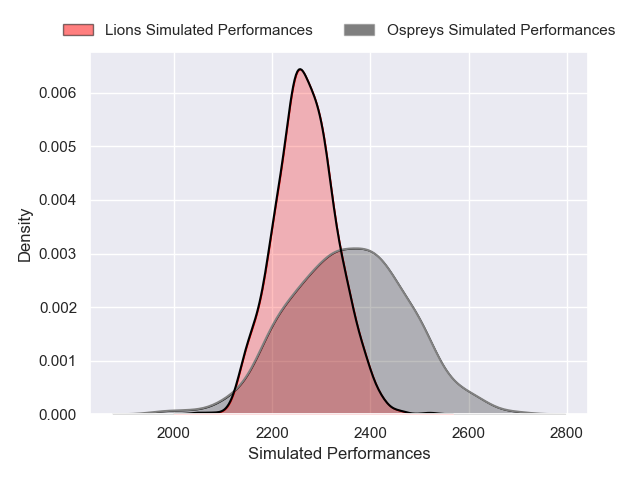 Lions Simulated Performances Ospreys Simulated Performances
0.006
0.005
0.004
0.003
0.002
0.001
0.000
Density
2000 2200 2400 2600 2800
Simulated Performances